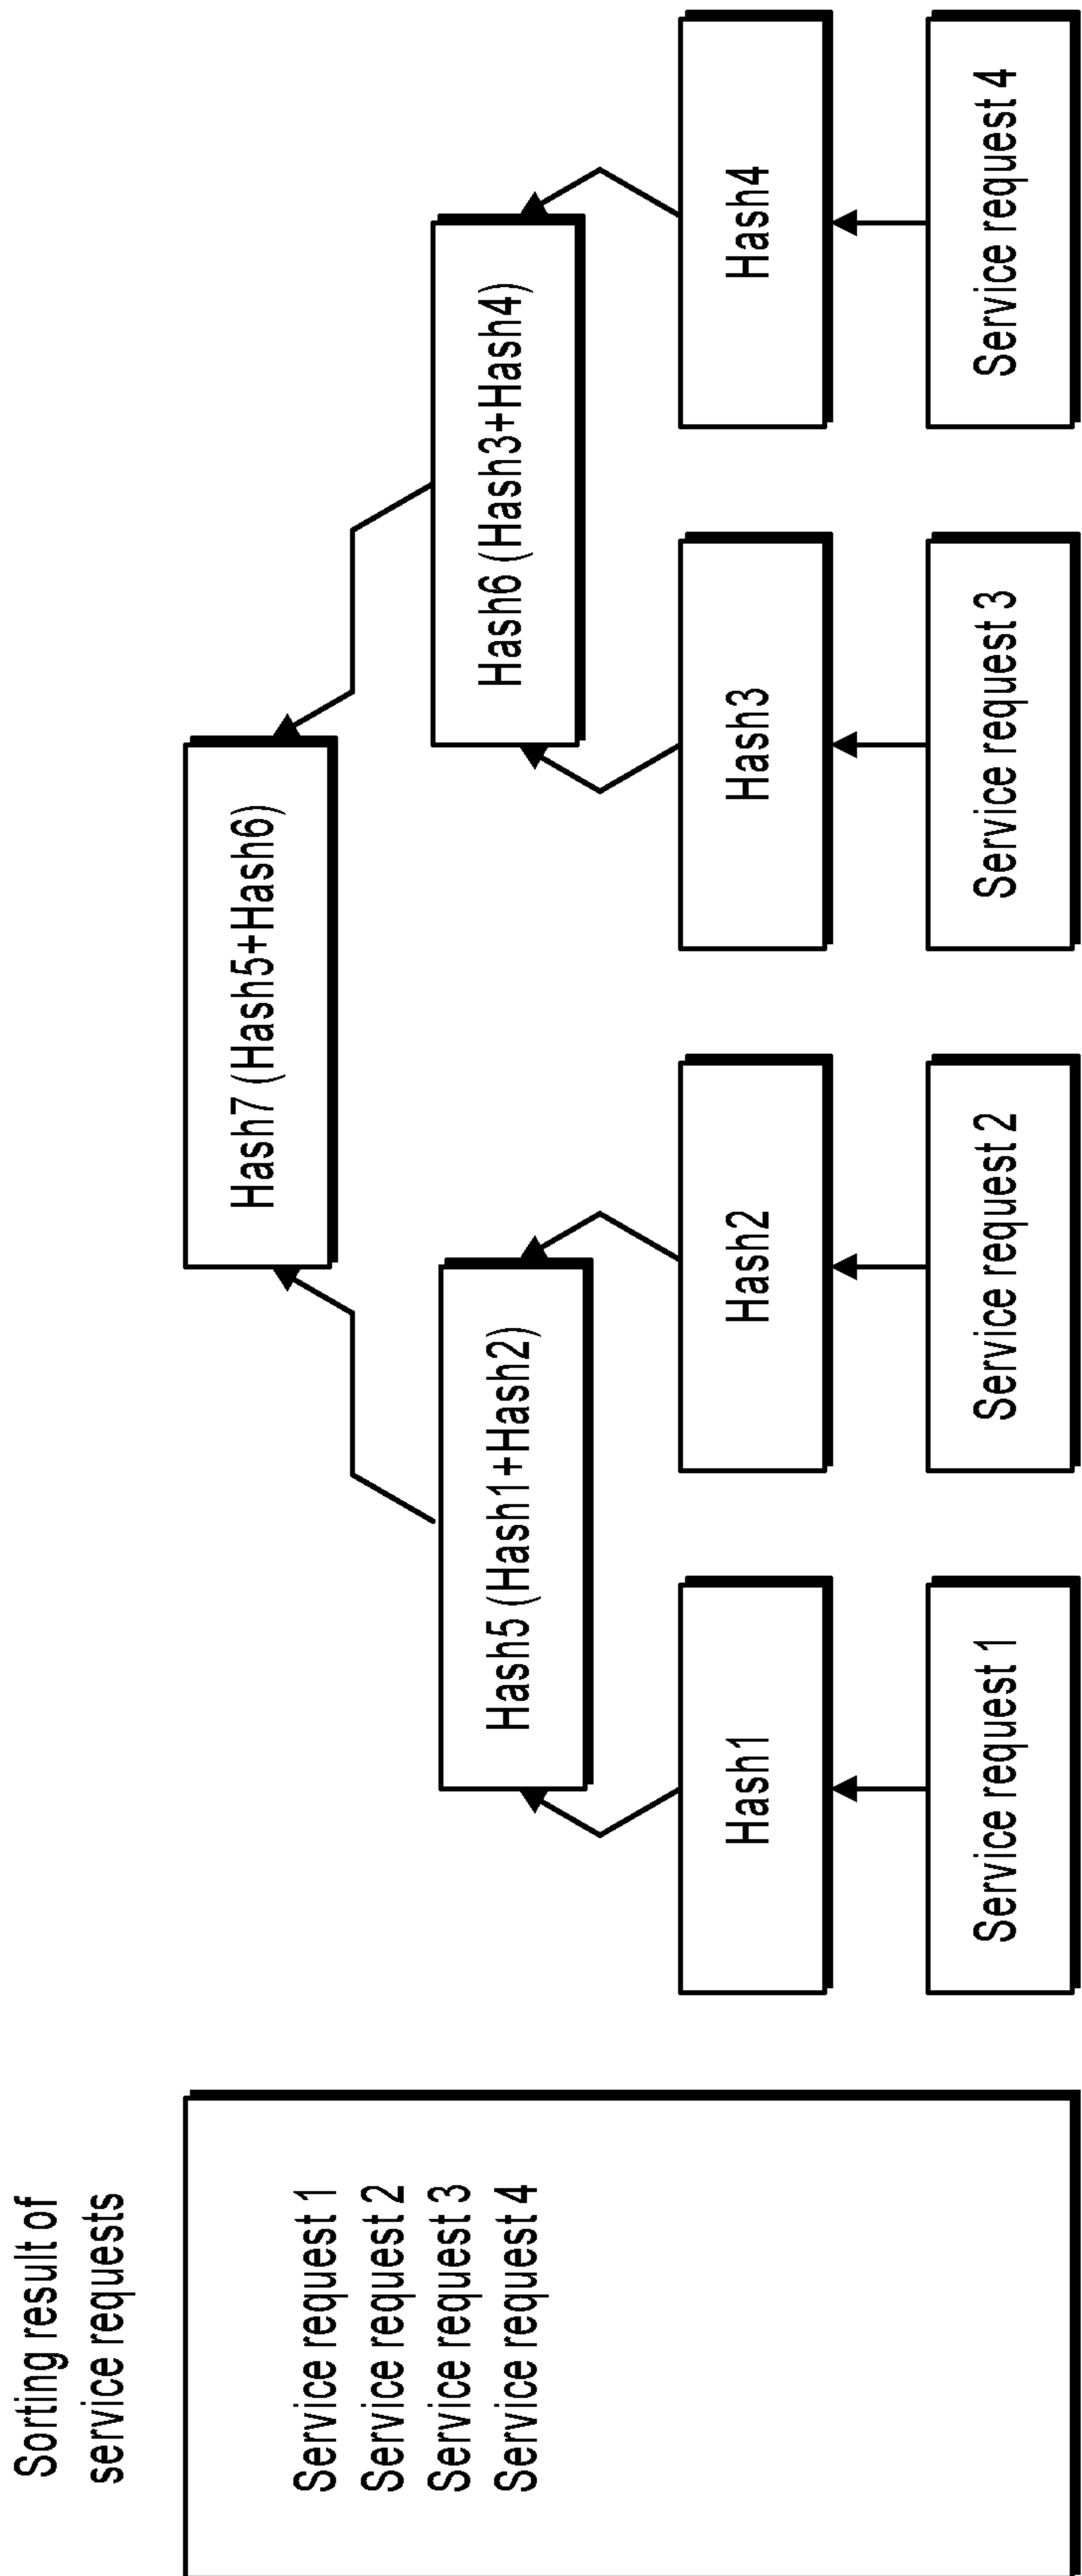 Sorting result of
service requests
Service request 1
Service request 2
Service request 3
Service request 4
Hash7 (Hash5+Hash6)
Hash5 (Hash1+Hash2)
Hash6 (Hash3+Hash4)
Hash1
Hash2
Hash3
Hash4
Service request 1
Service request 2
Service request 3
Service request 4